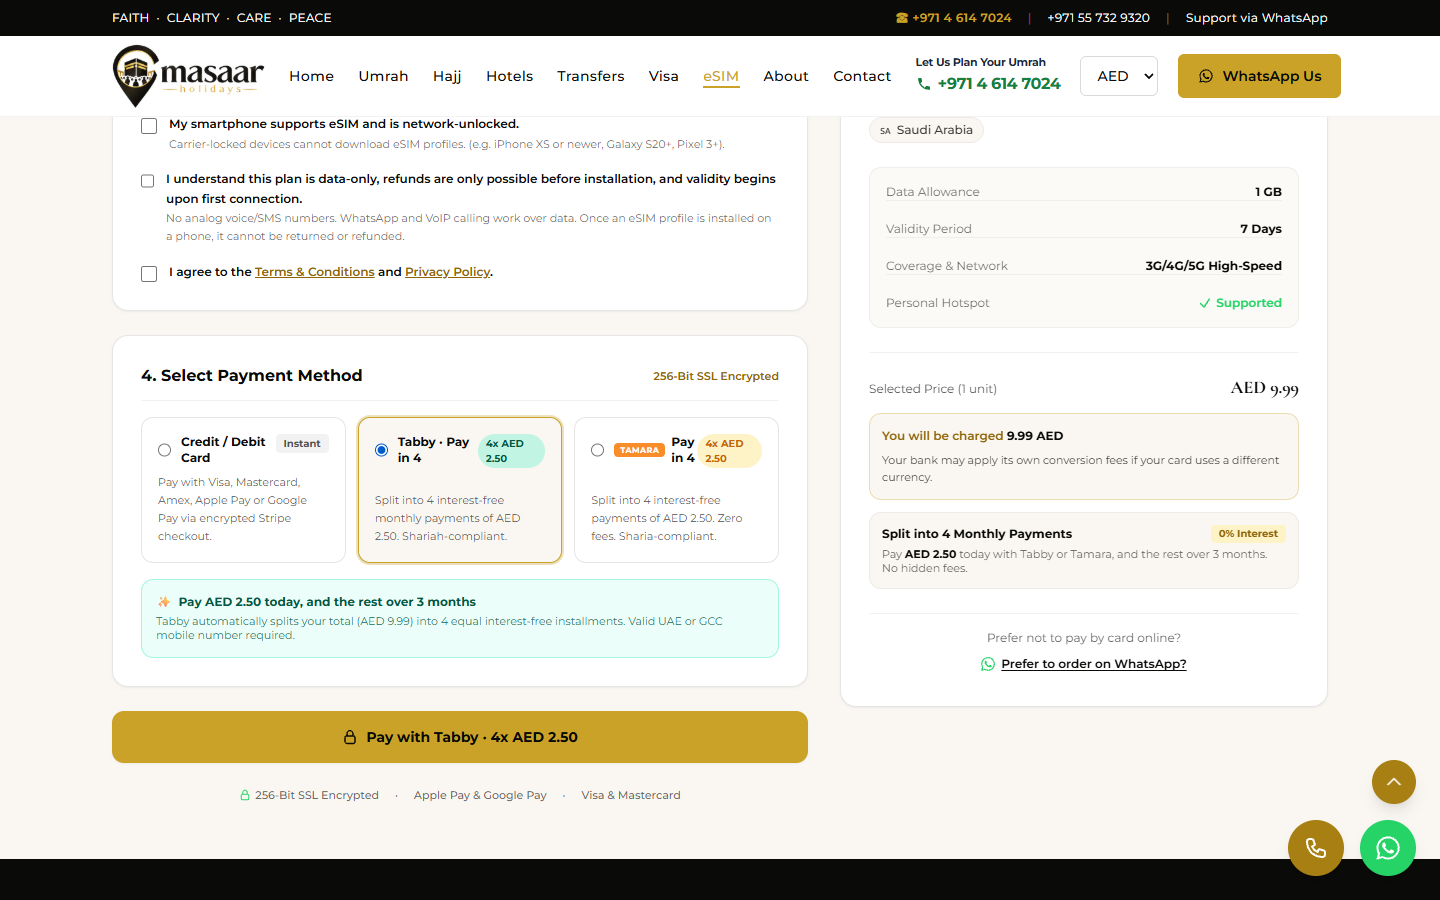 FAITH · CLARITY · CARE · PEACE
☎ +971 4 614 7024 | +971 55 732 9320 | Support via WhatsApp
masaar
holidays
Home Umrah Hajj Hotels Transfers Visa eSIM About Contact
Let Us Plan Your Umrah
+971 4 614 7024
AED
WhatsApp Us
My smartphone supports eSIM and is network-unlocked.
Carrier-locked devices cannot download eSIM profiles. (e.g. iPhone XS or newer, Galaxy S20+, Pixel 3+).
I understand this plan is data-only, refunds are only possible before installation, and validity begins
upon first connection.
No analog voice/SMS numbers. WhatsApp and VoIP calling work over data. Once an eSIM profile is installed on
a phone, it cannot be returned or refunded.
I agree to the Terms & Conditions and Privacy Policy.
4. Select Payment Method
256-Bit SSL Encrypted
Credit / Debit
Card
Instant
Pay with Visa, Mastercard,
Amex, Apple Pay or Google
Pay via encrypted Stripe
checkout.
Tabby · Pay
in 4
4x AED
2.50
Split into 4 interest-free
monthly payments of AED
2.50. Shariah-compliant.
TAMARA
Pay
in 4
4x AED
2.50
Split into 4 interest-free
payments of AED 2.50. Zero
fees. Sharia-compliant.
✨ Pay AED 2.50 today, and the rest over 3 months
Tabby automatically splits your total (AED 9.99) into 4 equal interest-free installments. Valid UAE or GCC
mobile number required.
Pay with Tabby · 4x AED 2.50
256-Bit SSL Encrypted · Apple Pay & Google Pay · Visa & Mastercard
SA Saudi Arabia
Data Allowance 1 GB
Validity Period 7 Days
Coverage & Network 3G/4G/5G High-Speed
Personal Hotspot ✓ Supported
Selected Price (1 unit) AED 9.99
You will be charged 9.99 AED
Your bank may apply its own conversion fees if your card uses a different
currency.
Split into 4 Monthly Payments
0% Interest
Pay AED 2.50 today with Tabby or Tamara, and the rest over 3 months.
No hidden fees.
Prefer not to pay by card online?
Prefer to order on WhatsApp?